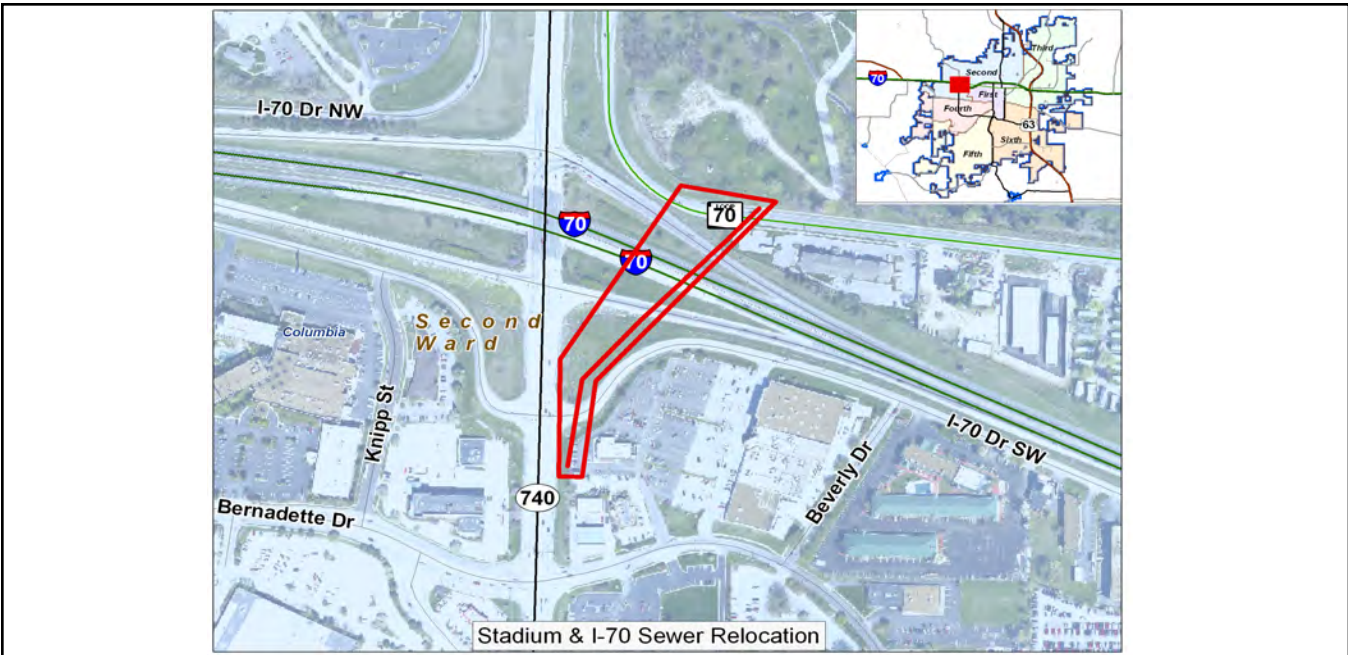 I-70 Dr NW
70
Second
Third
First
Fourth
63
Fifth
Sixth
LOOP
70
70
70
Columbia
Second
Ward
Knipp St
I-70 Dr SW
Beverly Dr
740
Bernadette Dr
Stadium & I-70 Sewer Relocation